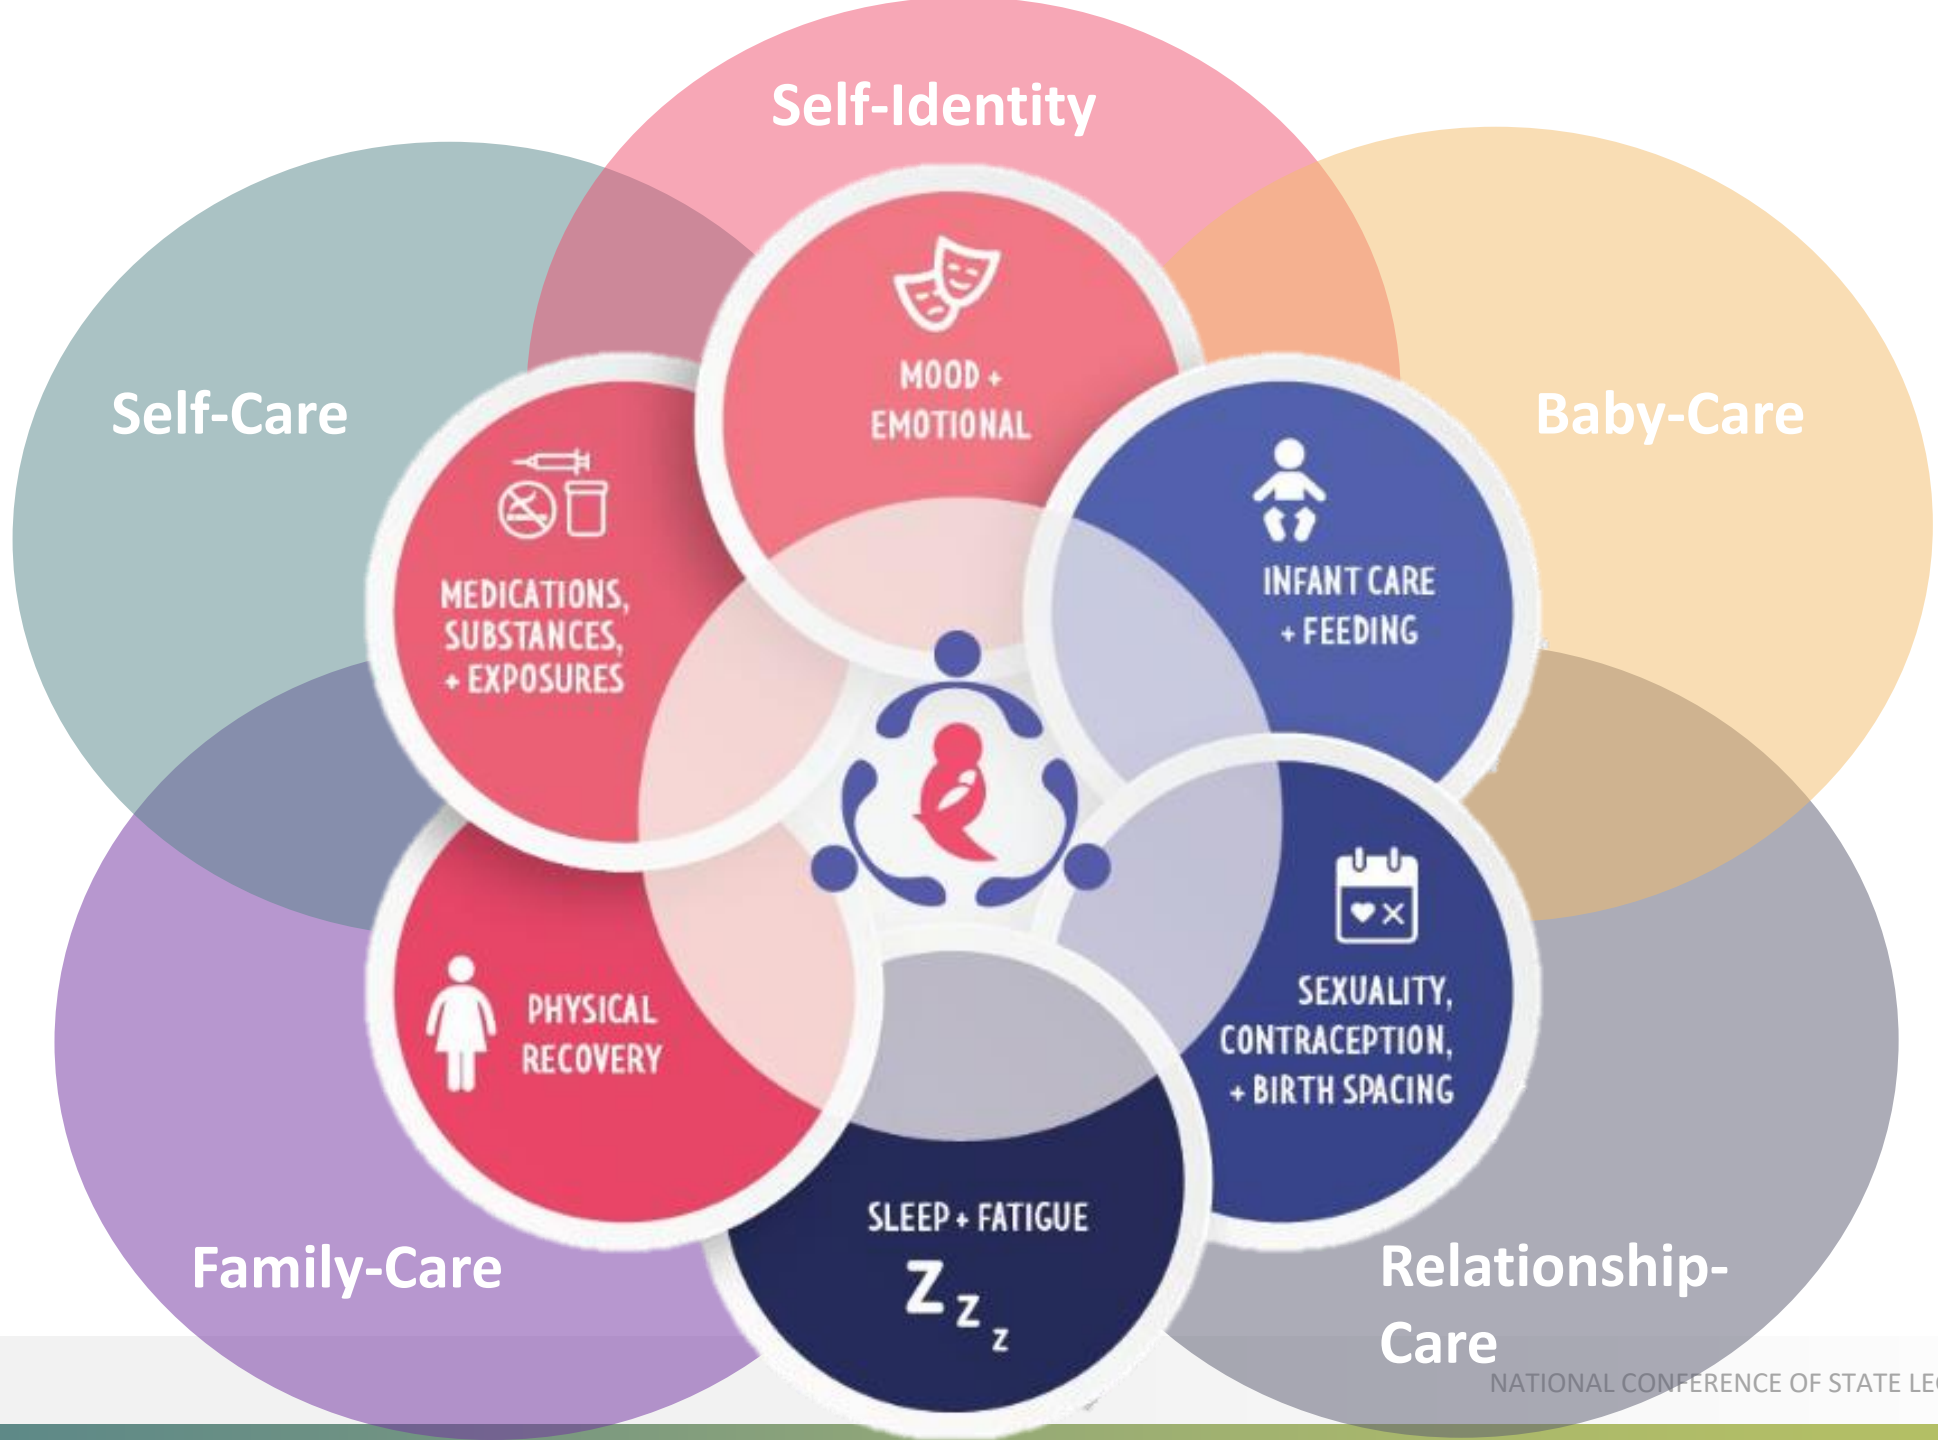 Self-Identity
Self-Care
Baby-Care
MOOD +
EMOTIONAL
MEDICATIONS,
SUBSTANCES,
+ EXPOSURES
INFANT CARE
+ FEEDING
PHYSICAL
RECOVERY
SEXUALITY,
CONTRACEPTION,
+ BIRTH SPACING
SLEEP + FATIGUE
Z
z
z
Family-Care
Relationship-
Care
NATIONAL CONFERENCE OF STATE